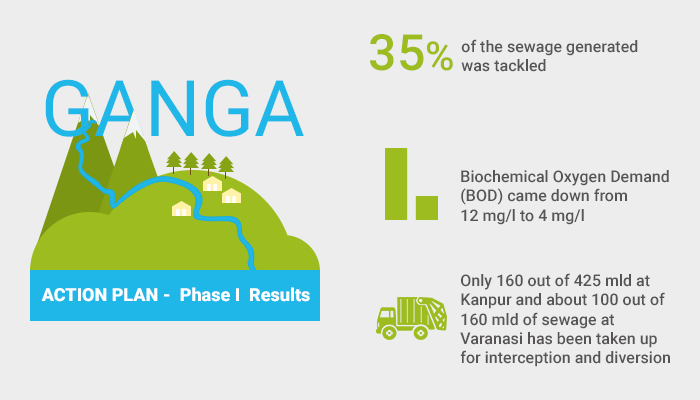 GANGA
ACTION PLAN - Phase I Results
35% of the sewage generated
was tackled
Biochemical Oxygen Demand
(BOD) came down from
12 mg/l to 4 mg/l
Only 160 out of 425 mld at
Kanpur and about 100 out of
160 mld of sewage at
Varanasi has been taken up
for interception and diversion